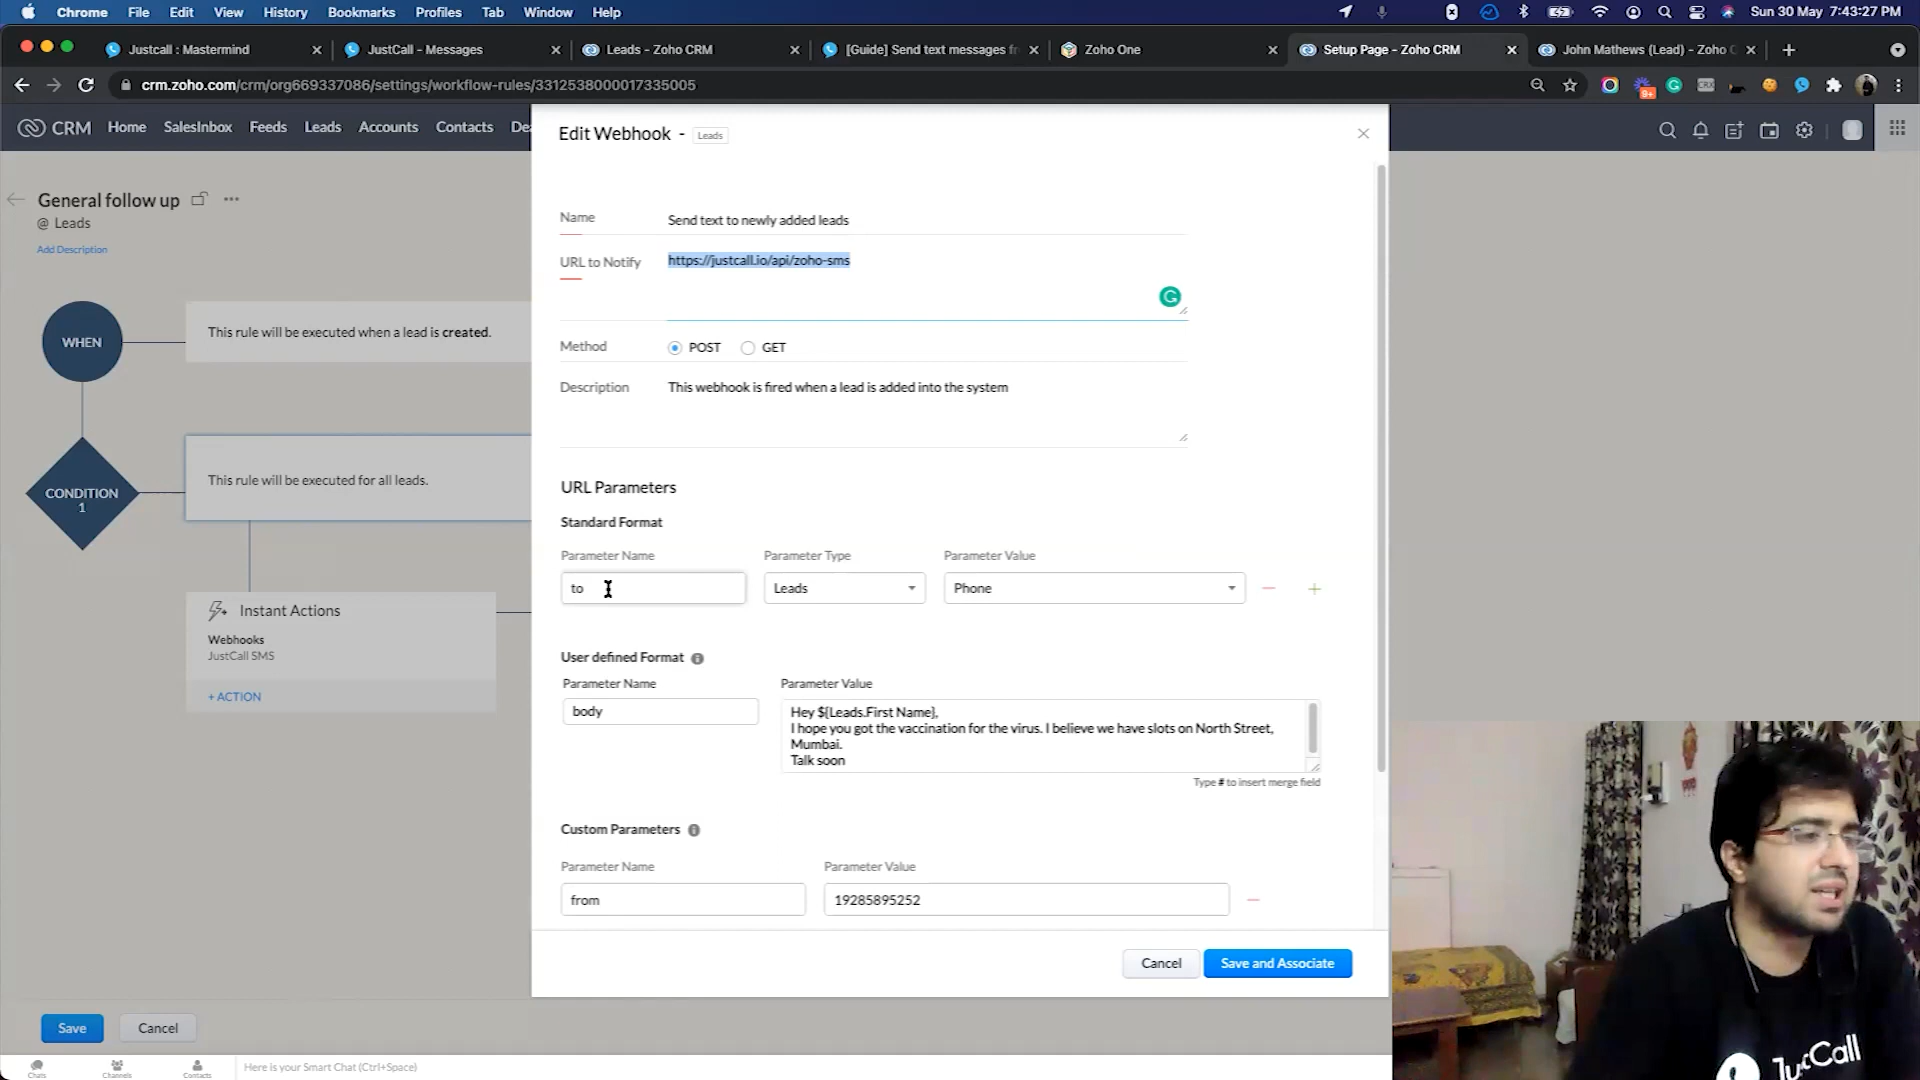 Chrome File Edit View History Bookmarks Profiles Tab Window Help
Sun 30 May 7:43:27 PM
Justcall : Mastermind
JustCall - Messages
Leads - Zoho CRM
[Guide] Send text messages fr
Zoho One
Setup Page - Zoho CRM
John Mathews (Lead) - Zoho C
crm.zoho.com/crm/org669337086/settings/workflow-rules/3312538000017335005
9+
CRM Home SalesInbox Feeds Leads Accounts Contacts Dea
General follow up
@ Leads
Add Description
WHEN
This rule will be executed when a lead is created.
CONDITION
1
This rule will be executed for all leads.
Instant Actions
Webhooks
JustCall SMS
+ ACTION
Save
Cancel
Edit Webhook - Leads
Name
Send text to newly added leads
URL to Notify
https://justcall.io/api/zoho-sms
Method
POST
GET
Description
This webhook is fired when a lead is added into the system
URL Parameters
Standard Format
Parameter Name
Parameter Type
Parameter Value
to
Leads
Phone
User defined Format
Parameter Name
Parameter Value
body
Hey ${Leads.First Name},
I hope you got the vaccination for the virus. I believe we have slots on North Street,
Mumbai.
Talk soon
Type # to insert merge field
Custom Parameters
Parameter Name
Parameter Value
from
19285895252
Cancel
Save and Associate
Chats
Channels
Contacts
Here is your Smart Chat (Ctrl+Space)
JustCall